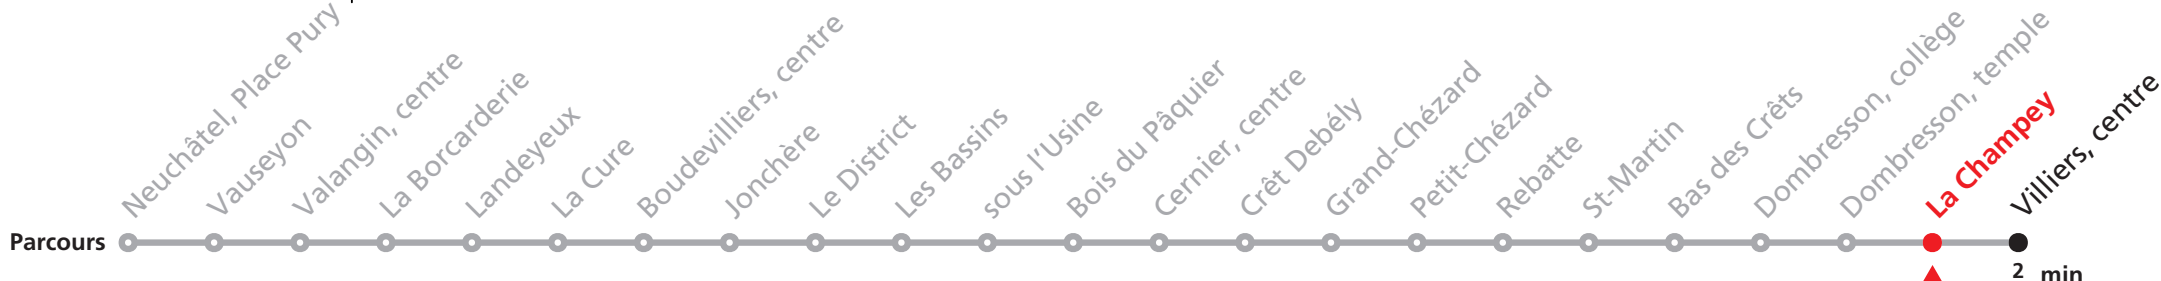 Parcours
Neuchâtel, Place Pury
Vauseyon
Valangin, centre
La Borcarderie
Landeyeux
La Cure
Boudevilliers, centre
Jonchère
Le District
Les Bassins
sous l'Usine
Bois du Pâquier
Cernier, centre
Crêt Debély
Grand-Chézard
Petit-Chézard
Rebatte
St-Martin
Bas des Crêts
Dombresson, collège
Dombresson, temple
La Champey
Villiers, centre
2 min